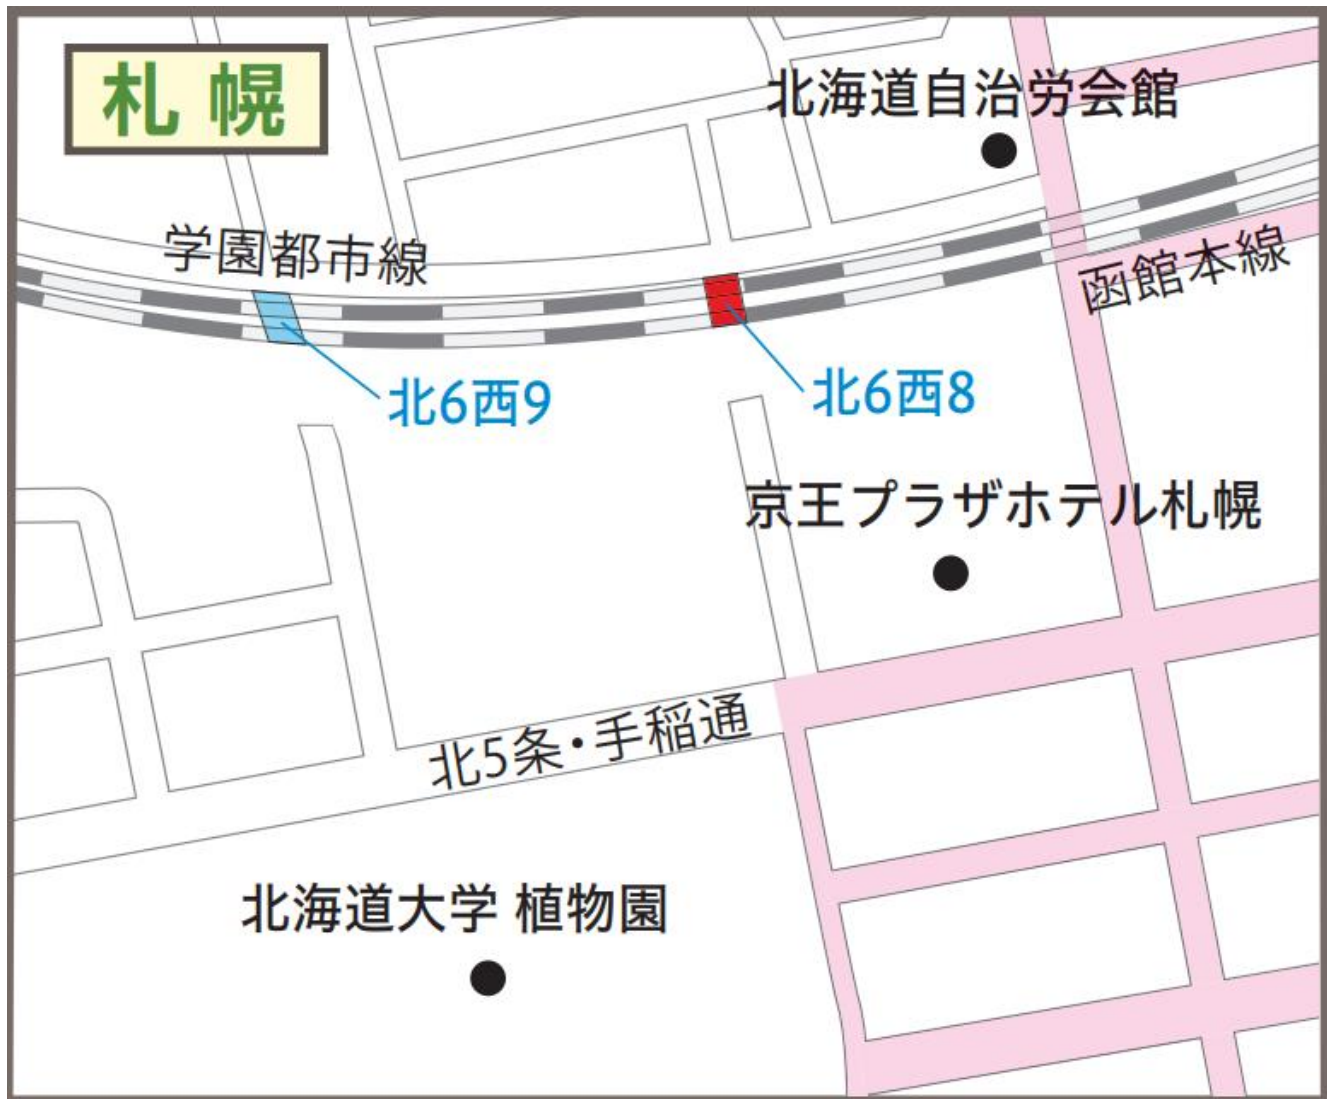 札幌
北海道自治労会館
学園都市線
函館本線
北6西9
北6西8
京王プラザホテル札幌
北5条・手稲通
北海道大学 植物園